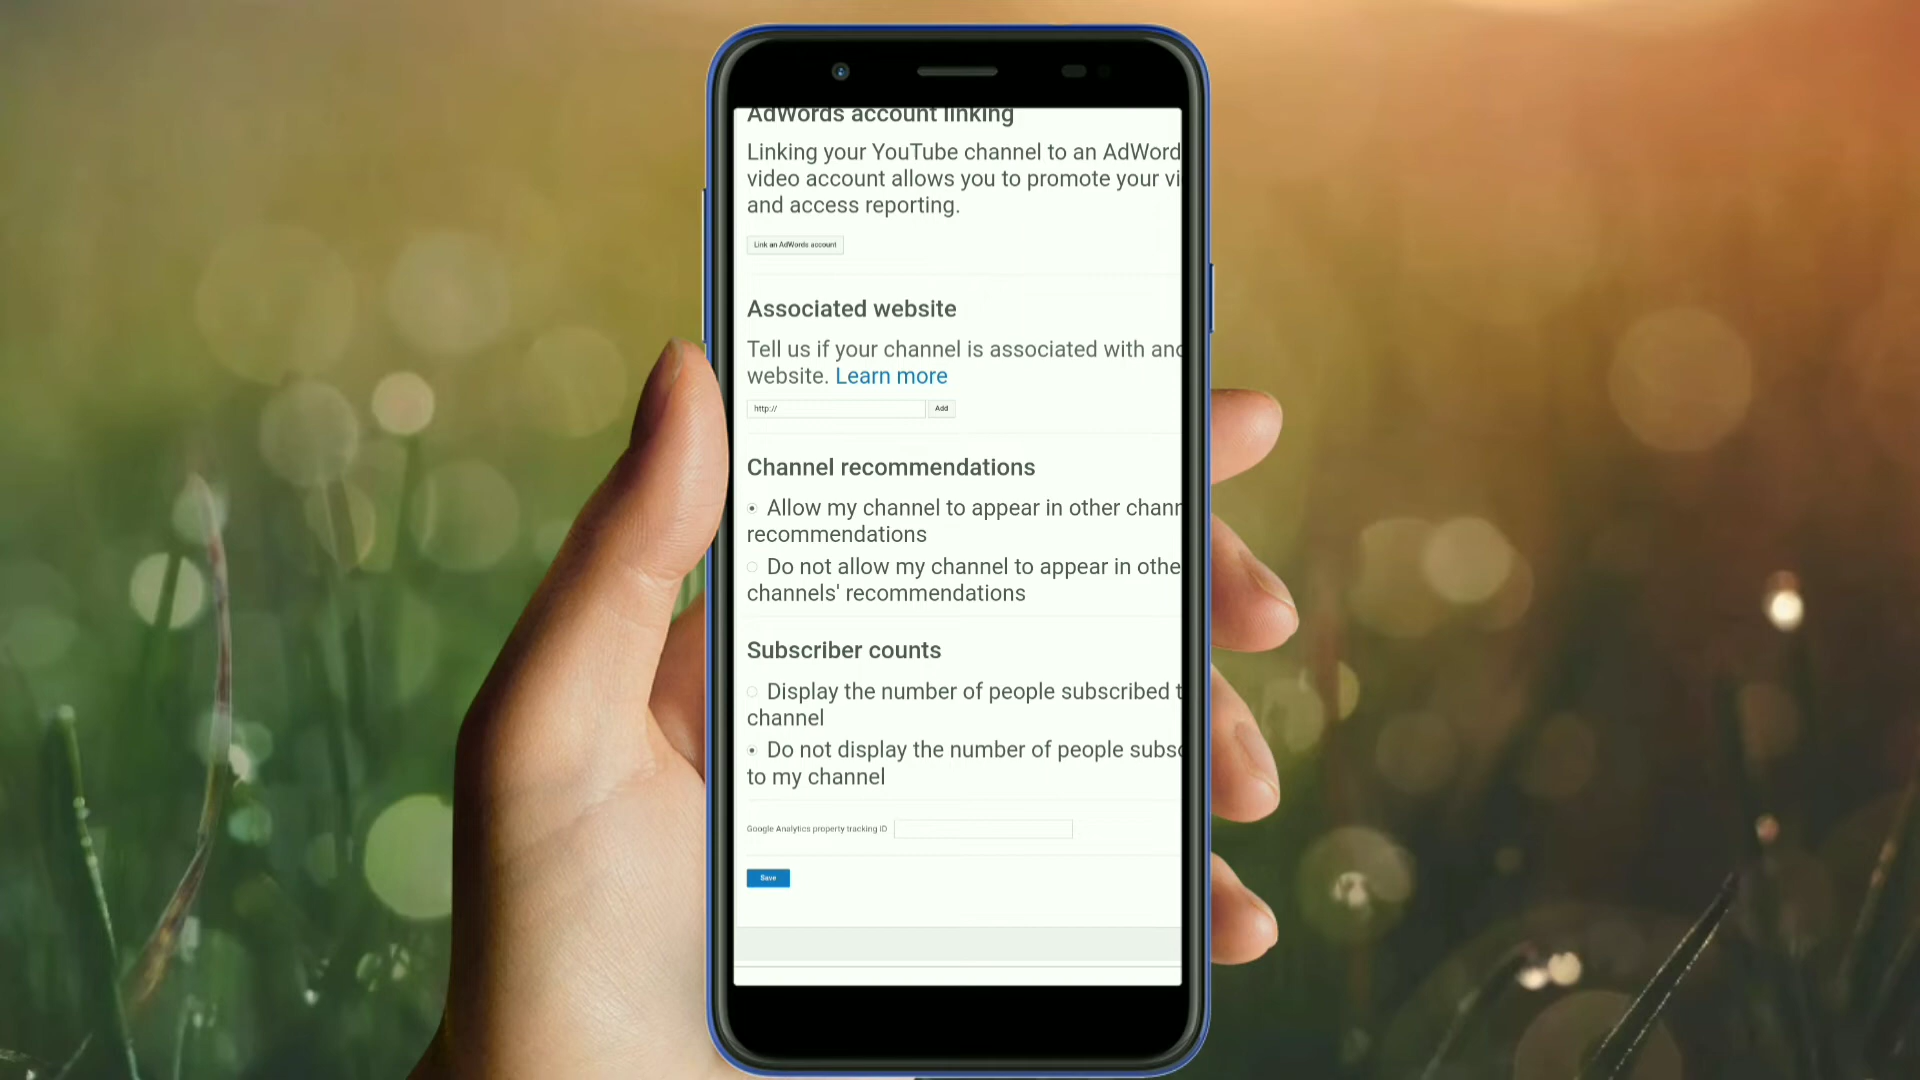 AdWords account linking
Linking your YouTube channel to an AdWord
video account allows you to promote your vi
and access reporting.
Link an AdWords account
Associated website
Tell us if your channel is associated with ano
website. Learn more
http://
Add
Channel recommendations
Allow my channel to appear in other chann
recommendations
Do not allow my channel to appear in othe
channels' recommendations
Subscriber counts
Display the number of people subscribed t
channel
Do not display the number of people subsc
to my channel
Google Analytics property tracking ID
Save